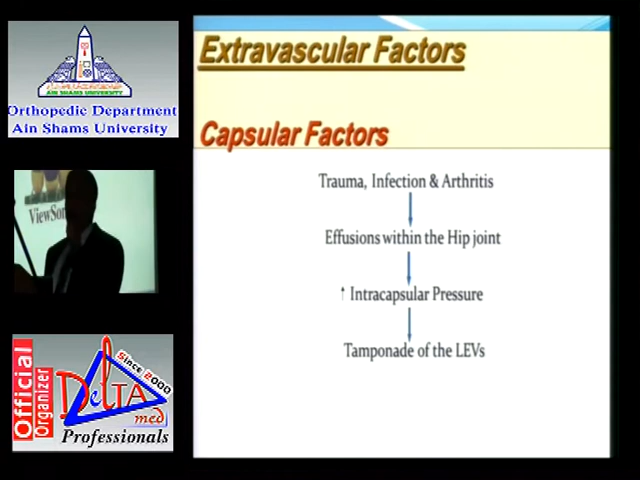 AIN SHAMS UNIVERSITY
Orthopedic Department
Ain Shams University
ViewSon
Official
Organizer
Since 2000
DelTA
med
Professionals
Extravascular Factors
Capsular Factors
Trauma, Infection & Arthritis
Effusions within the Hip joint
↑ Intracapsular Pressure
Tamponade of the LEVs